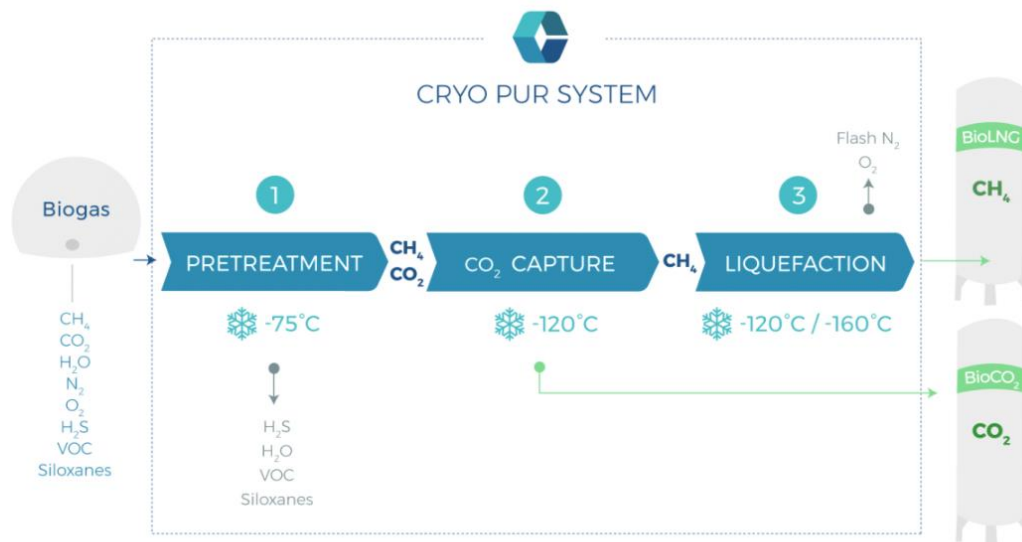 CRYO PUR SYSTEM
Biogas
CH₄
CO₂
H₂O
N₂
O₂
H₂S
VOC
Siloxanes
1
PRETREATMENT
-75°C
H₂S
H₂O
VOC
Siloxanes
CH₄
CO₂
2
CO₂ CAPTURE
-120°C
CH₄
3
LIQUEFACTION
-120°C / -160°C
Flash N₂
O₂
BioLNG
CH₄
BioCO₂
CO₂